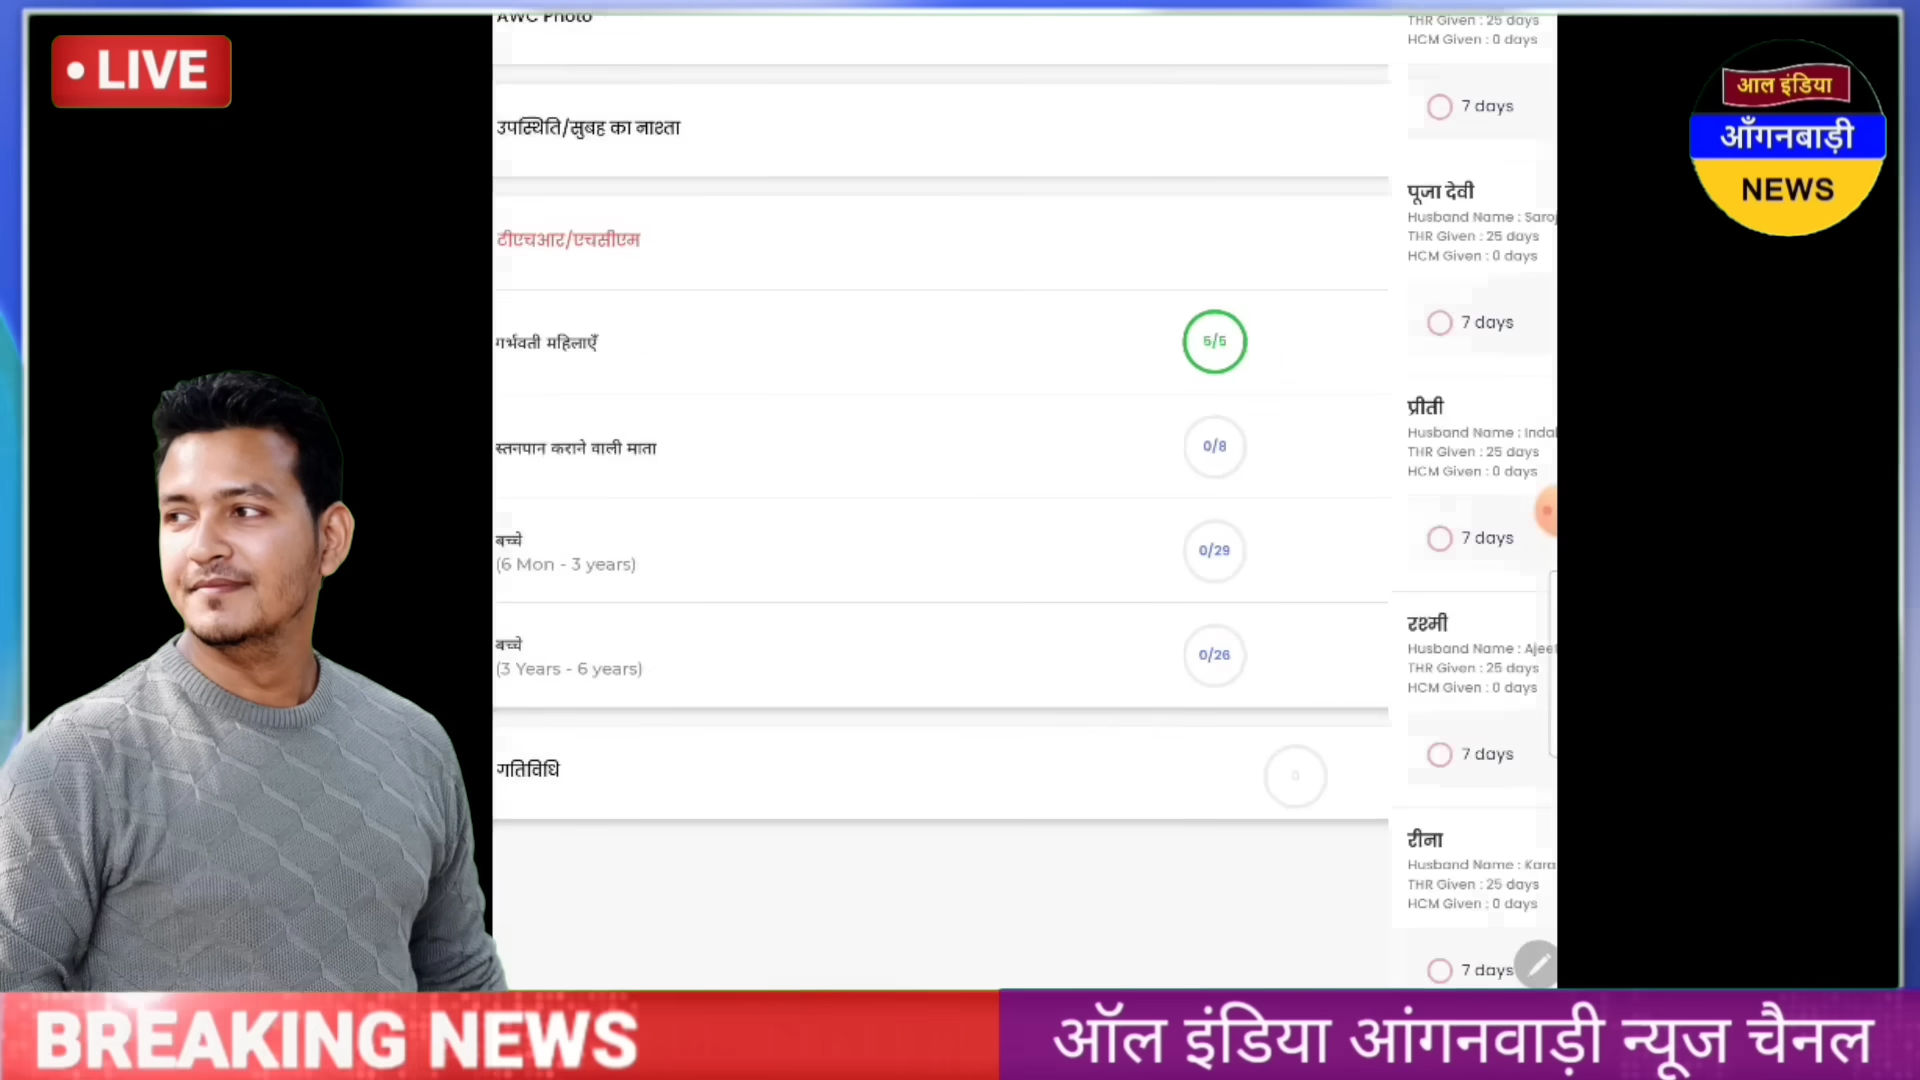 • LIVE
AWC Photo
उपस्थिति/सुबह का नाश्ता
टीएचआर/एचसीएम
गर्भवती महिलाएँ
5/5
स्तनपान कराने वाली माता
0/8
बच्चे
(6 Mon - 3 years)
0/29
बच्चे
(3 Years - 6 years)
0/26
गतिविधि
0
THR Given : 25 days
HCM Given : 0 days
7 days
पूजा देवी
Husband Name : Saroj
THR Given : 25 days
HCM Given : 0 days
7 days
प्रीती
Husband Name : Indal
THR Given : 25 days
HCM Given : 0 days
7 days
रश्मी
Husband Name : Ajeet
THR Given : 25 days
HCM Given : 0 days
7 days
रीना
Husband Name : Kara
THR Given : 25 days
HCM Given : 0 days
7 days
आल इंडिया
आँगनबाड़ी
NEWS
BREAKING NEWS
ऑल इंडिया आंगनवाड़ी न्यूज चैनल